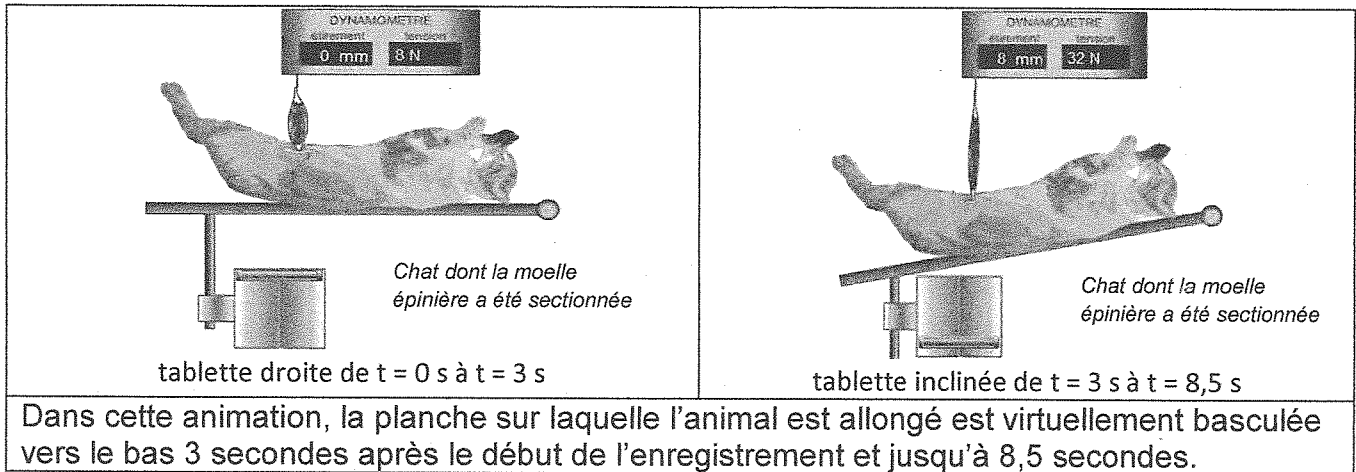 DYNAMOMETRE
étirement tension
0 mm 8 N
Chat dont la moelle
épinière a été sectionnée
tablette droite de t = 0 s à t = 3 s
DYNAMOMETRE
étirement tension
8 mm 32 N
Chat dont la moelle
épinière a été sectionnée
tablette inclinée de t = 3 s à t = 8,5 s
Dans cette animation, la planche sur laquelle l'animal est allongé est virtuellement basculée
vers le bas 3 secondes après le début de l'enregistrement et jusqu'à 8,5 secondes.